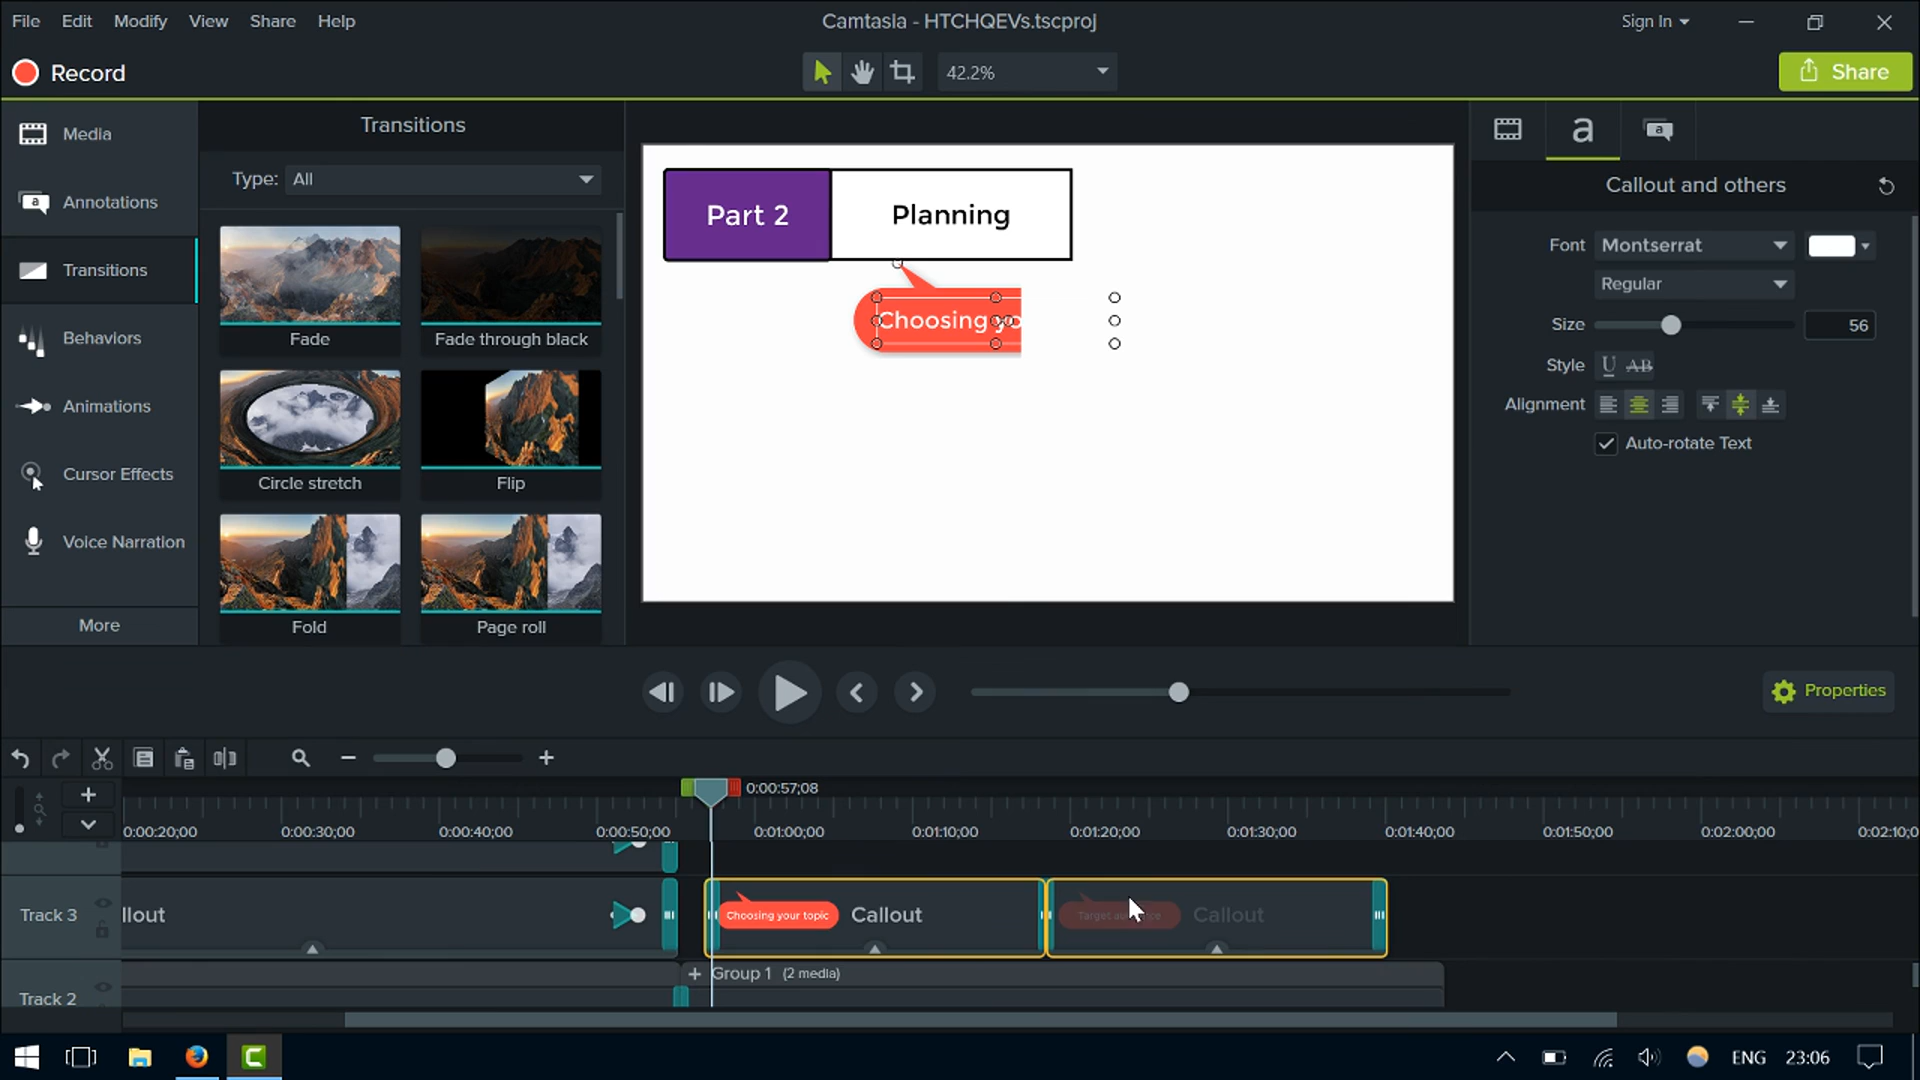 File Edit Modify View Share Help
Camtasia - HTCHQEVs.tscproj
Sign In
Record
42.2%
Share
Media
Annotations
Transitions
Behaviors
Animations
Cursor Effects
Voice Narration
More
Transitions
Type: All
Fade
Fade through black
Circle stretch
Flip
Fold
Page roll
Part 2
Planning
Choosing yo
a
a
Callout and others
Font Montserrat
Regular
Size 56
Style U AB
Alignment
Auto-rotate Text
Properties
0:00:57;08
0:00:20;00 0:00:30;00 0:00:40;00 0:00:50;00 0:01:00;00 0:01:10;00 0:01:20;00 0:01:30;00 0:01:40;00 0:01:50;00 0:02:00;00 0:02:10;0
Track 3
llout
Choosing your topic Callout
Callout
Track 2
Group 1 (2 media)
ENG 23:06